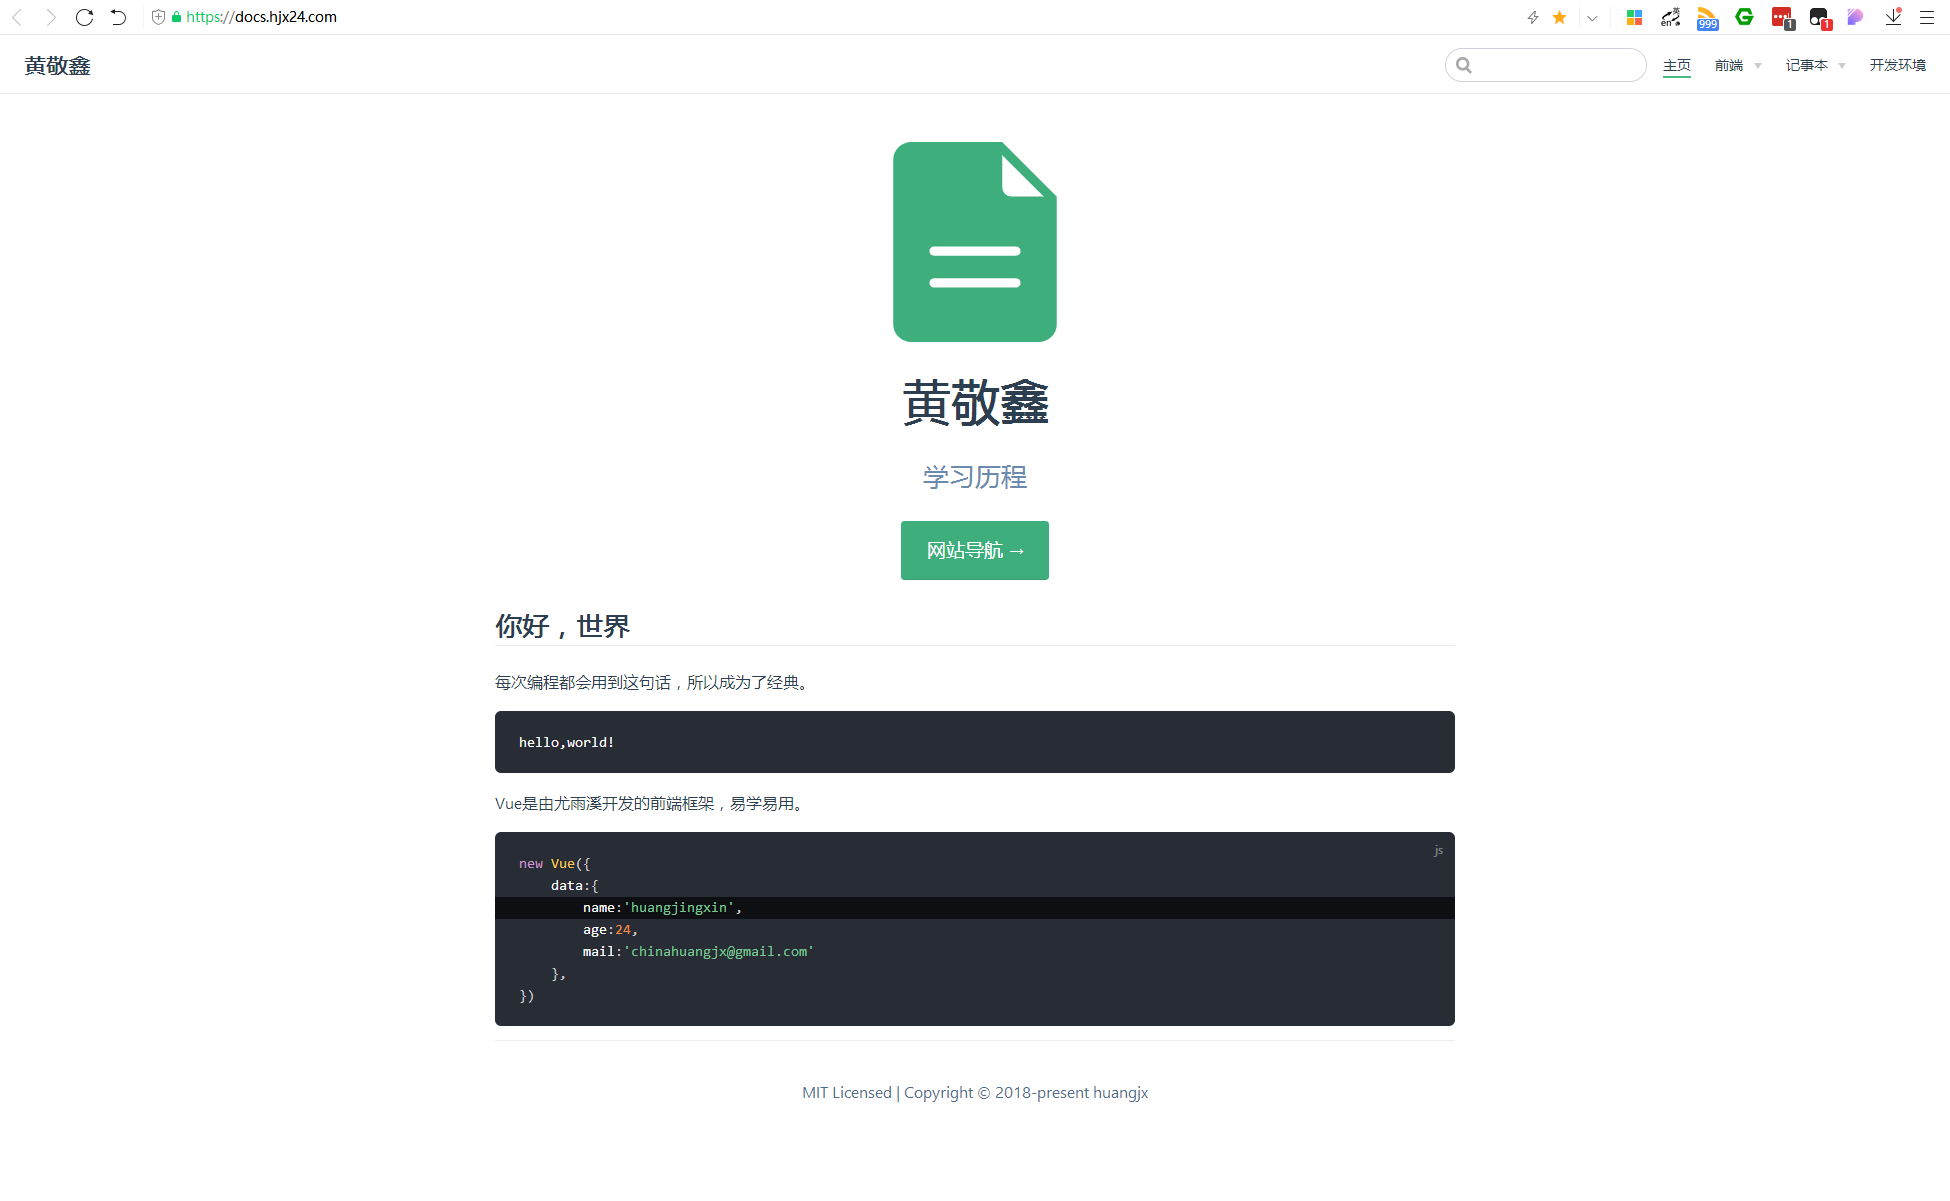 https://docs.hjx24.com
英
en
999
1
1
黄敬鑫
主页 前端 记事本 开发环境
黄敬鑫
学习历程
网站导航 →
你好，世界
每次编程都会用到这句话，所以成为了经典。
hello,world!
Vue是由尤雨溪开发的前端框架，易学易用。
js
new Vue({
    data:{
        name:'huangjingxin',
        age:24,
        mail:'chinahuangjx@gmail.com'
    },
})
MIT Licensed | Copyright © 2018-present huangjx